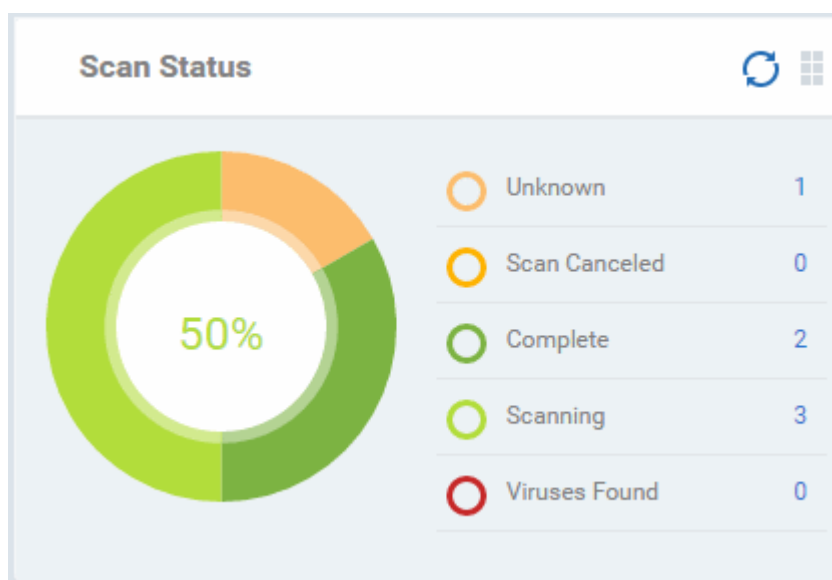 Scan Status
50%
Unknown 1
Scan Canceled 0
Complete 2
Scanning 3
Viruses Found 0